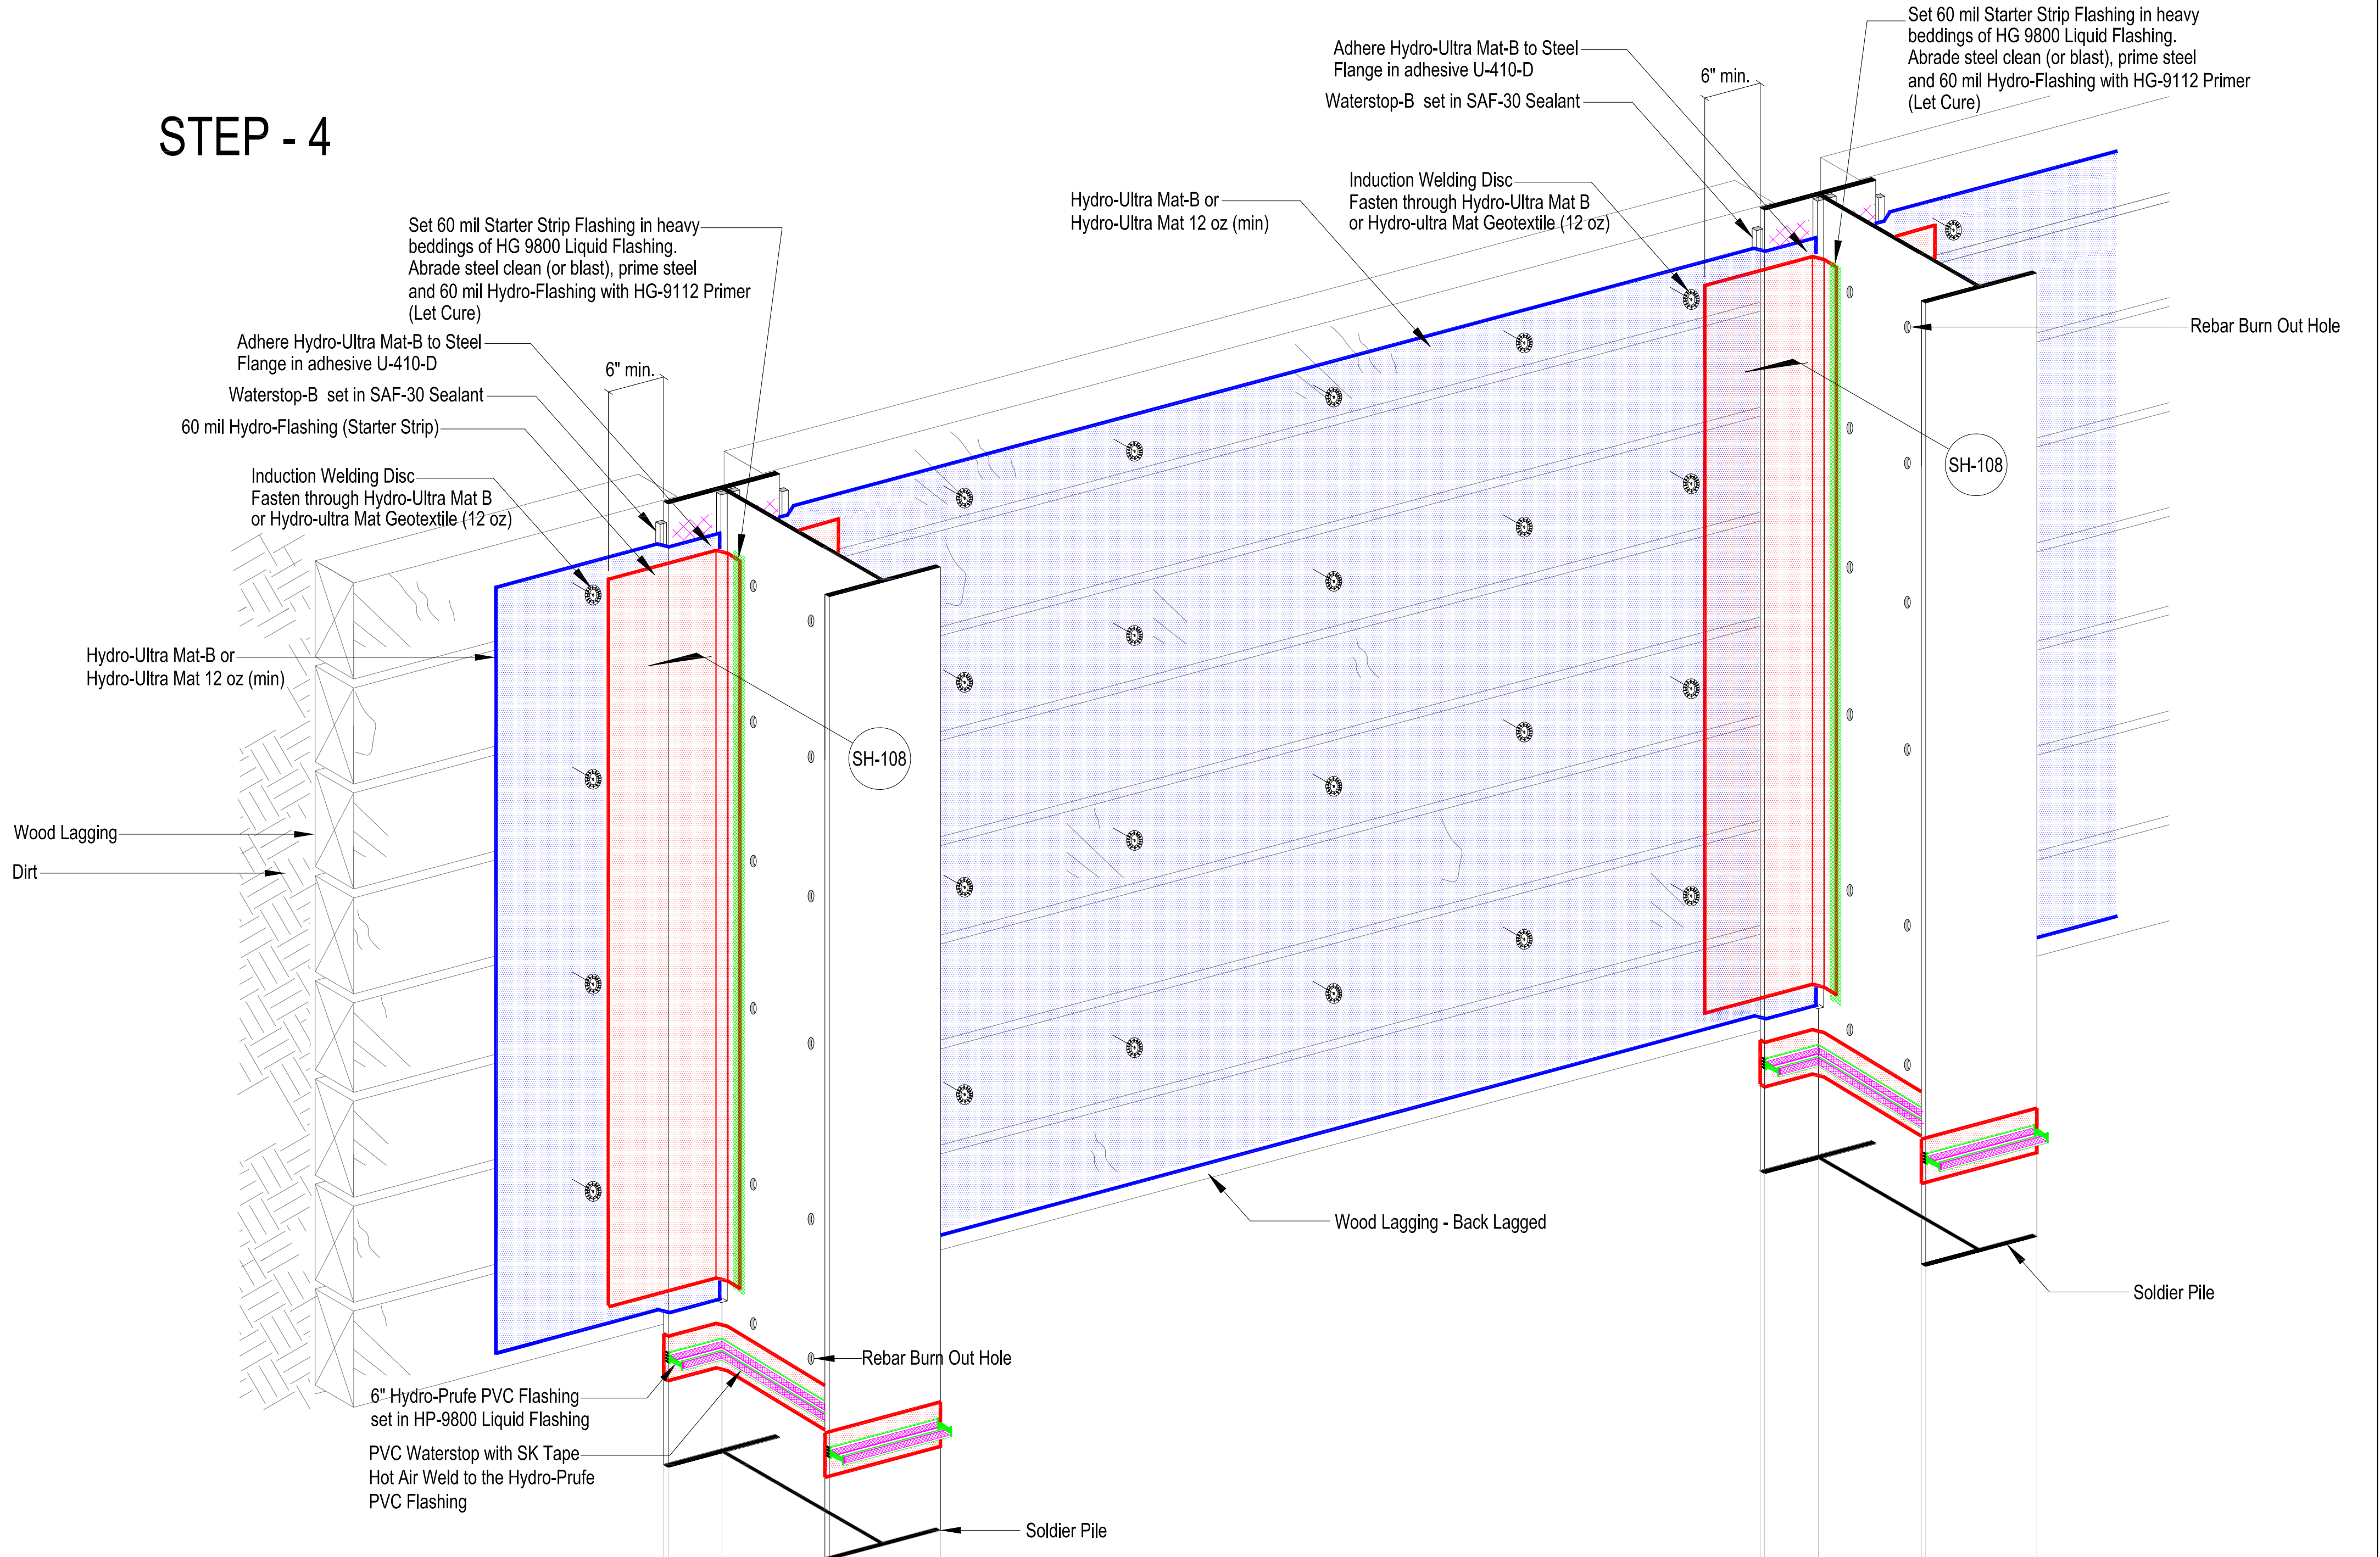 STEP - 4
Set 60 mil Starter Strip Flashing in heavy
beddings of HG 9800 Liquid Flashing.
Abrade steel clean (or blast), prime steel
and 60 mil Hydro-Flashing with HG-9112 Primer
(Let Cure)
Adhere Hydro-Ultra Mat-B to Steel
Flange in adhesive U-410-D
6" min.
Waterstop-B set in SAF-30 Sealant
Induction Welding Disc
Fasten through Hydro-Ultra Mat B
or Hydro-ultra Mat Geotextile (12 oz)
Hydro-Ultra Mat-B or
Hydro-Ultra Mat 12 oz (min)
Set 60 mil Starter Strip Flashing in heavy
beddings of HG 9800 Liquid Flashing.
Abrade steel clean (or blast), prime steel
and 60 mil Hydro-Flashing with HG-9112 Primer
(Let Cure)
Rebar Burn Out Hole
Adhere Hydro-Ultra Mat-B to Steel
Flange in adhesive U-410-D
6" min.
Waterstop-B set in SAF-30 Sealant
60 mil Hydro-Flashing (Starter Strip)
SH-108
Induction Welding Disc
Fasten through Hydro-Ultra Mat B
or Hydro-ultra Mat Geotextile (12 oz)
Hydro-Ultra Mat-B or
Hydro-Ultra Mat 12 oz (min)
SH-108
Wood Lagging
Dirt
Wood Lagging - Back Lagged
Soldier Pile
Rebar Burn Out Hole
6" Hydro-Prufe PVC Flashing
set in HP-9800 Liquid Flashing
PVC Waterstop with SK Tape
Hot Air Weld to the Hydro-Prufe
PVC Flashing
Soldier Pile